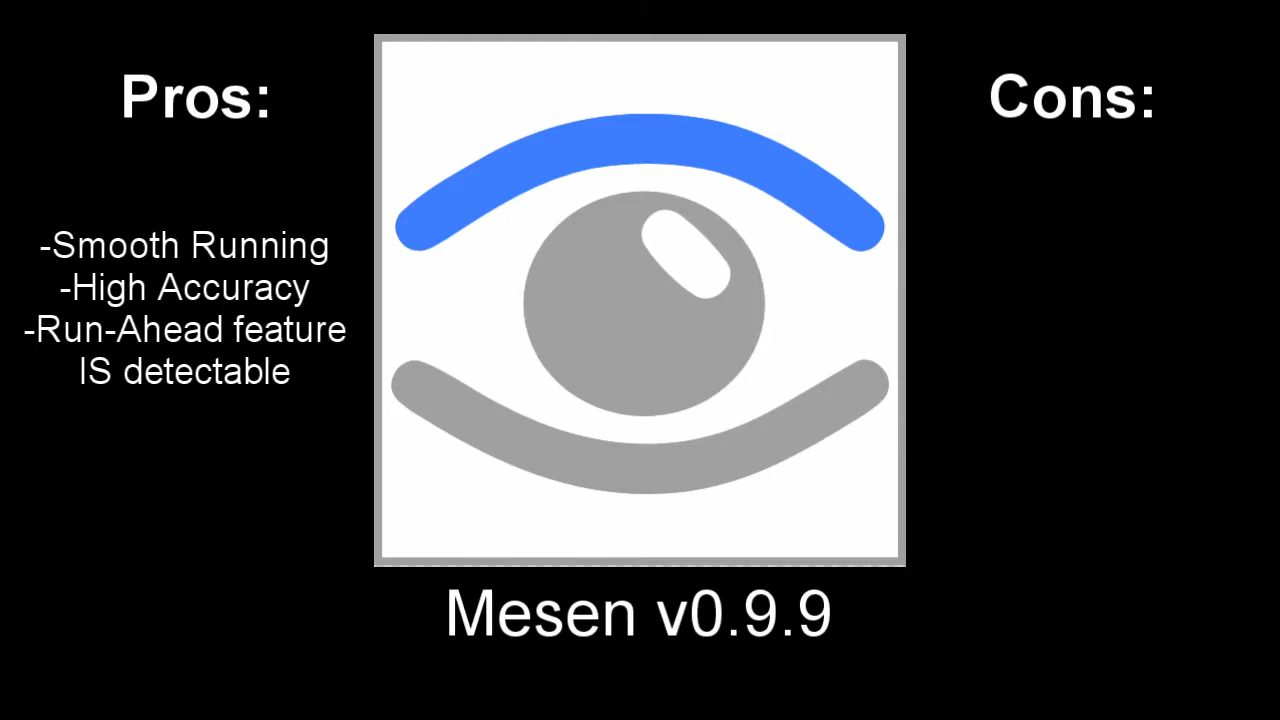 Pros:
Cons:
-Smooth Running
-High Accuracy
-Run-Ahead feature
IS detectable
Mesen v0.9.9